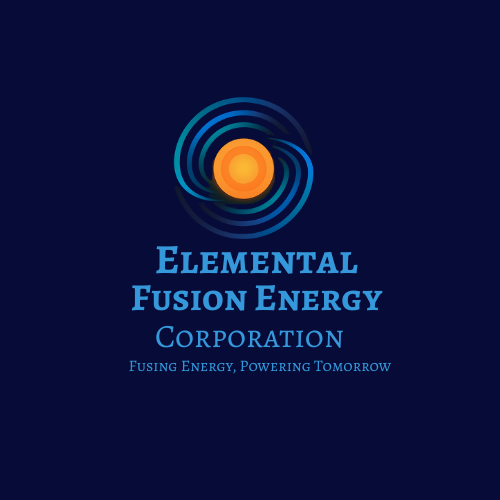 Elemental
Fusion Energy
Corporation
Fusing Energy, Powering Tomorrow